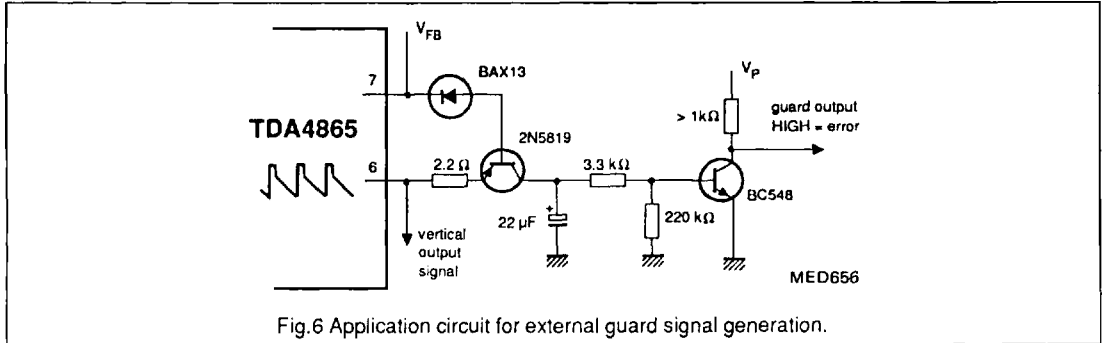 V_FB
BAX13
7
TDA4865
6
2.2 Ω
2N5819
3.3 kΩ
V_P
> 1kΩ
guard output
HIGH = error
BC548
+
22 µF
220 kΩ
vertical
output
signal
MED656
Fig.6 Application circuit for external guard signal generation.